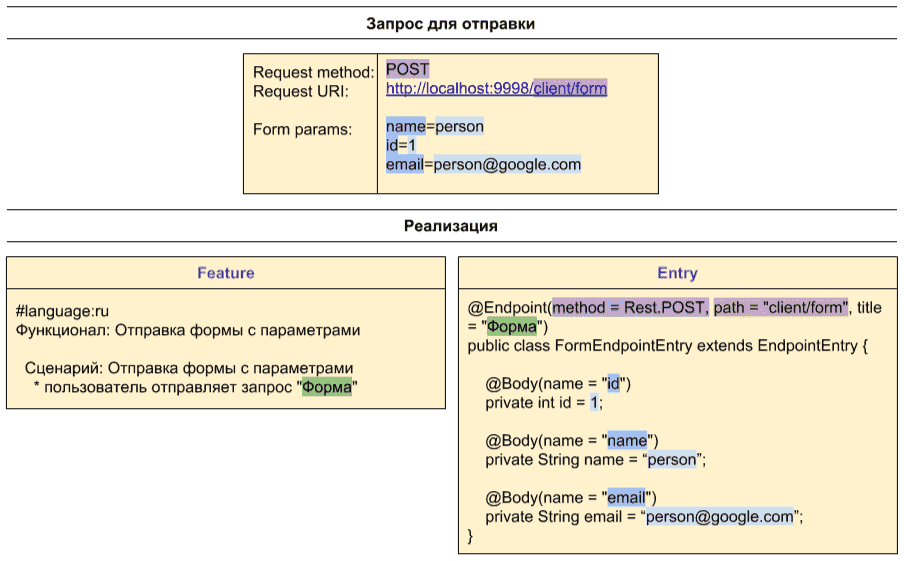 Запрос для отправки
Request method: POST
Request URI: http://localhost:9998/client/form
Form params: name=person
id=1
email=person@google.com
Реализация
Feature
#language:ru
Функционал: Отправка формы с параметрами
Сценарий: Отправка формы с параметрами
* пользователь отправляет запрос "Форма"
Entry
@Endpoint(method = Rest.POST, path = "client/form", title
= "Форма")
public class FormEndpointEntry extends EndpointEntry {
@Body(name = "id")
private int id = 1;
@Body(name = "name")
private String name = “person”;
@Body(name = "email")
private String email = “person@google.com”;
}